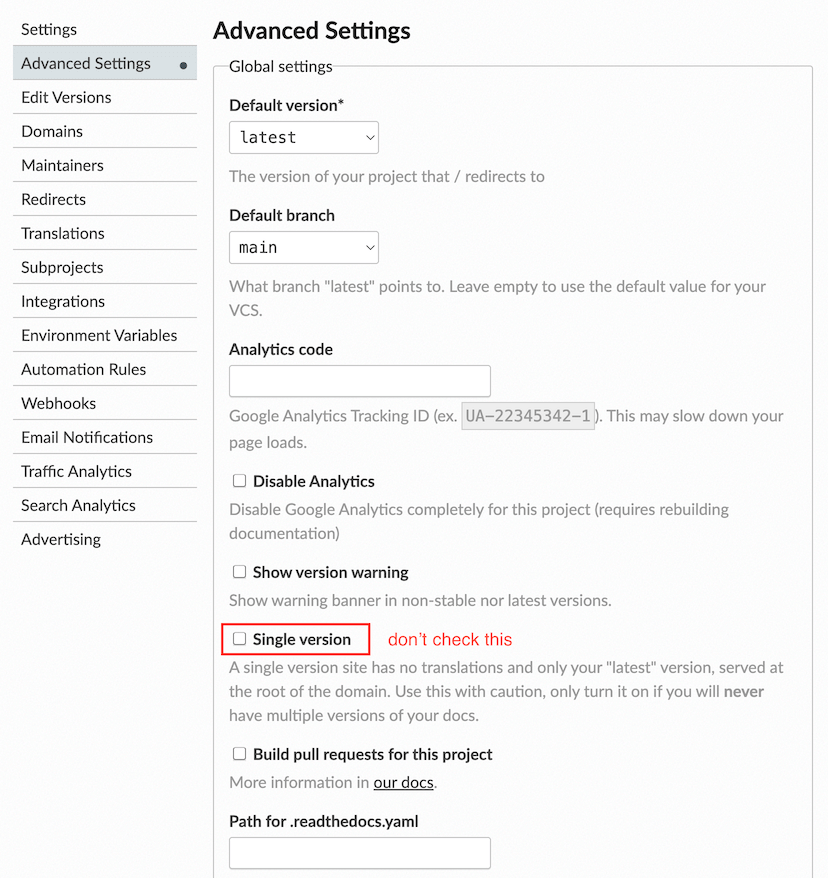 Settings
Advanced Settings
Edit Versions
Domains
Maintainers
Redirects
Translations
Subprojects
Integrations
Environment Variables
Automation Rules
Webhooks
Email Notifications
Traffic Analytics
Search Analytics
Advertising
Advanced Settings
Global settings
Default version*
latest
The version of your project that / redirects to
Default branch
main
What branch "latest" points to. Leave empty to use the default value for your
VCS.
Analytics code
Google Analytics Tracking ID (ex. UA-22345342-1). This may slow down your
page loads.
Disable Analytics
Disable Google Analytics completely for this project (requires rebuilding
documentation)
Show version warning
Show warning banner in non-stable nor latest versions.
Single version don't check this
A single version site has no translations and only your "latest" version, served at
the root of the domain. Use this with caution, only turn it on if you will never
have multiple versions of your docs.
Build pull requests for this project
More information in our docs.
Path for .readthedocs.yaml